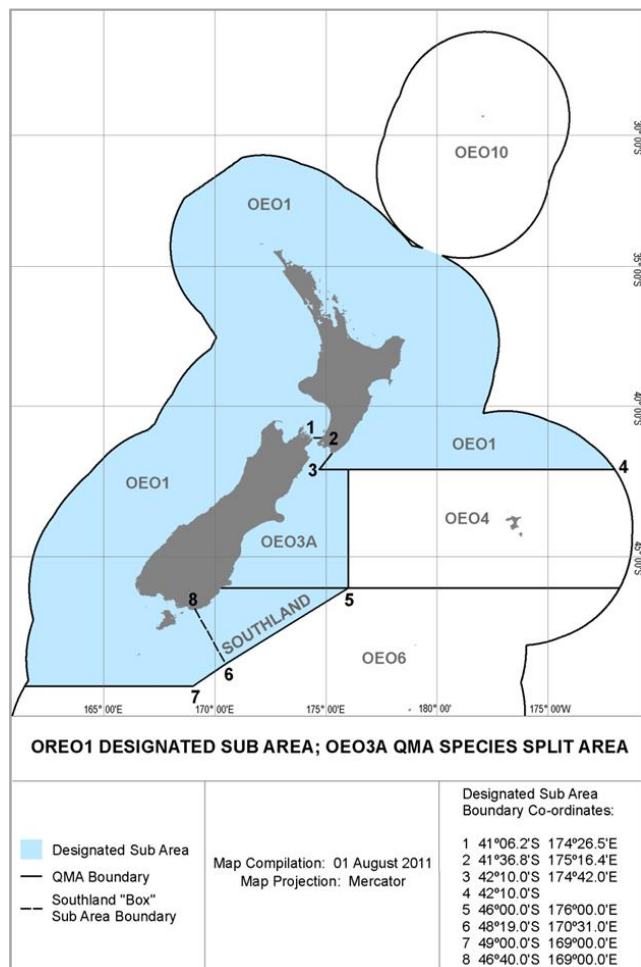 OEO10
30°00'S
OEO1
35°00'S
40°00'S
1
2
OEO1
3
4
OEO1
OEO4
OEO3A
45°00'S
8
5
SOUTHLAND
OEO6
6
7
165°00'E
170°00'E
175°00'E
180°00'
175°00'W
OREO1 DESIGNATED SUB AREA; OEO3A QMA SPECIES SPLIT AREA
Designated Sub Area
QMA Boundary
Southland "Box"
Sub Area Boundary
Map Compilation: 01 August 2011
Map Projection: Mercator
Designated Sub Area
Boundary Co-ordinates:
1 41º06.2'S 174º26.5'E
2 41º36.8'S 175º16.4'E
3 42º10.0'S 174º42.0'E
4 42º10.0'S
5 46º00.0'S 176º00.0'E
6 48º19.0'S 170º31.0'E
7 49º00.0'S 169º00.0'E
8 46º40.0'S 169º00.0'E